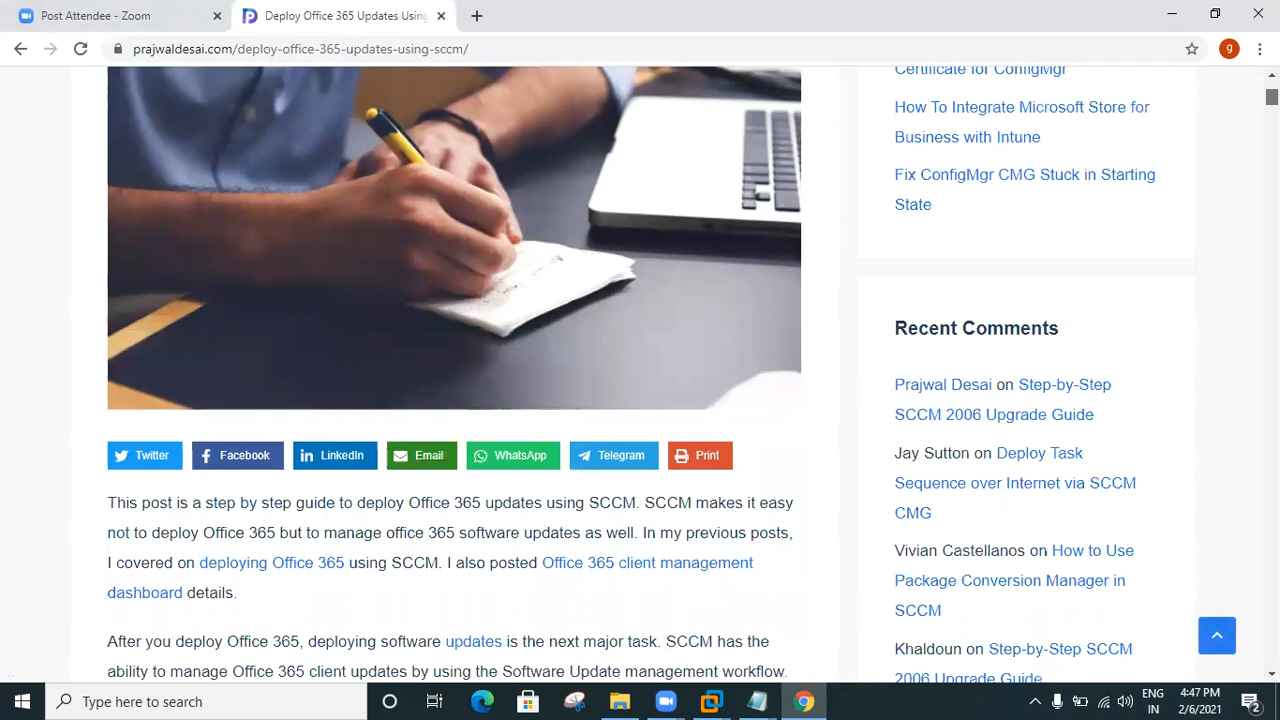 Post Attendee - Zoom
Deploy Office 365 Updates Using
prajwaldesai.com/deploy-office-365-updates-using-sccm/
g
Certificate for ConfigMgr
How To Integrate Microsoft Store for
Business with Intune
Fix ConfigMgr CMG Stuck in Starting
State
Recent Comments
Prajwal Desai on Step-by-Step
SCCM 2006 Upgrade Guide
Jay Sutton on Deploy Task
Sequence over Internet via SCCM
CMG
Vivian Castellanos on How to Use
Package Conversion Manager in
SCCM
Khaldoun on Step-by-Step SCCM
2006 Upgrade Guide
Twitter
Facebook
LinkedIn
Email
WhatsApp
Telegram
Print
This post is a step by step guide to deploy Office 365 updates using SCCM. SCCM makes it easy
not to deploy Office 365 but to manage office 365 software updates as well. In my previous posts,
I covered on deploying Office 365 using SCCM. I also posted Office 365 client management
dashboard details.
After you deploy Office 365, deploying software updates is the next major task. SCCM has the
ability to manage Office 365 client updates by using the Software Update management workflow.
Type here to search
ENG
IN
4:47 PM
2/6/2021
2